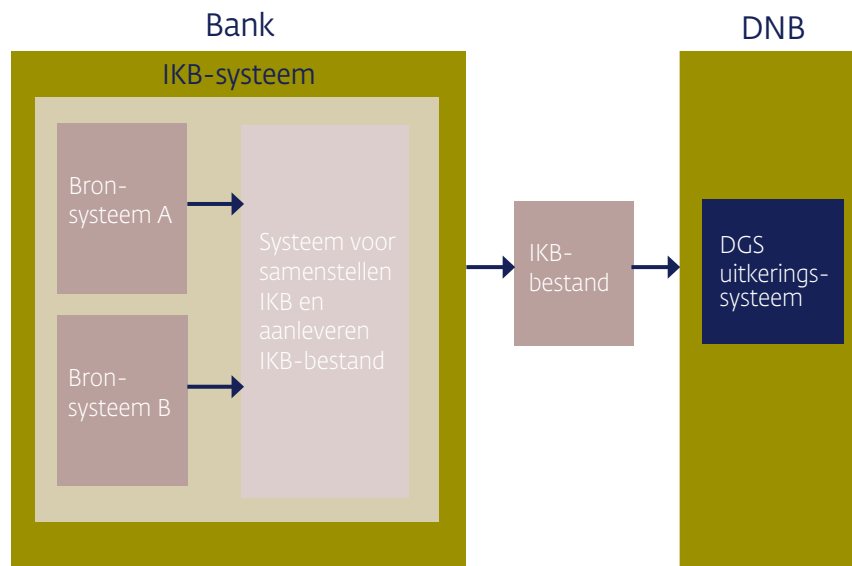 Bank
DNB
IKB-systeem
Bron-
systeem A
Bron-
systeem B
Systeem voor
samenstellen
IKB en
aanleveren
IKB-bestand
IKB-
bestand
DGS
uitkerings-
systeem